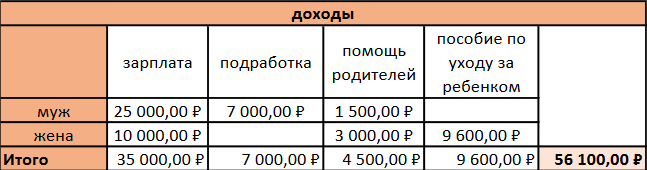 доходы
зарплата подработка помощь родителей пособие по уходу за ребенком
муж 25 000,00 ₽ 7 000,00 ₽ 1 500,00 ₽
жена 10 000,00 ₽ 3 000,00 ₽ 9 600,00 ₽
Итого 35 000,00 ₽ 7 000,00 ₽ 4 500,00 ₽ 9 600,00 ₽ 56 100,00 ₽